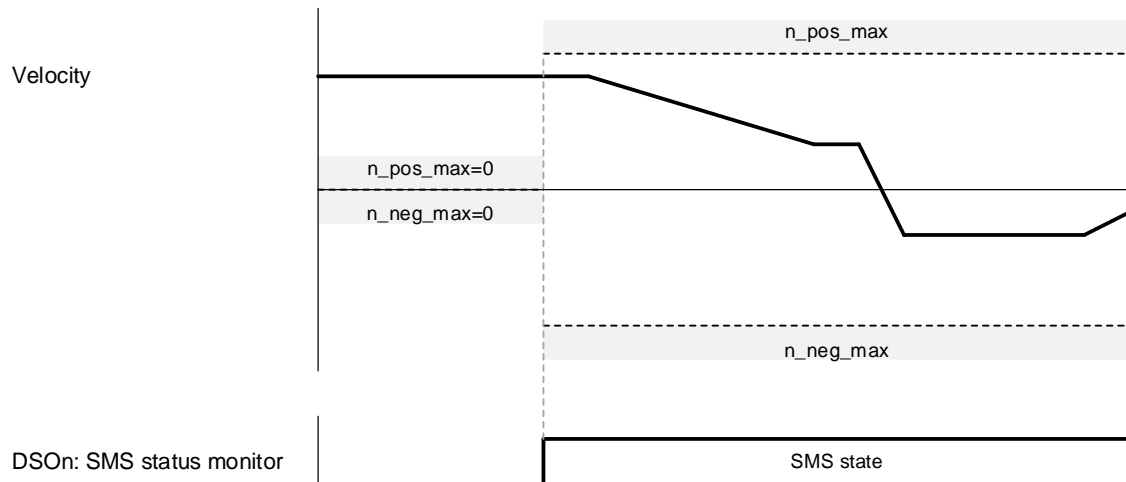 n_pos_max
Velocity
n_pos_max=0
n_neg_max=0
n_neg_max
DSOn: SMS status monitor
SMS state